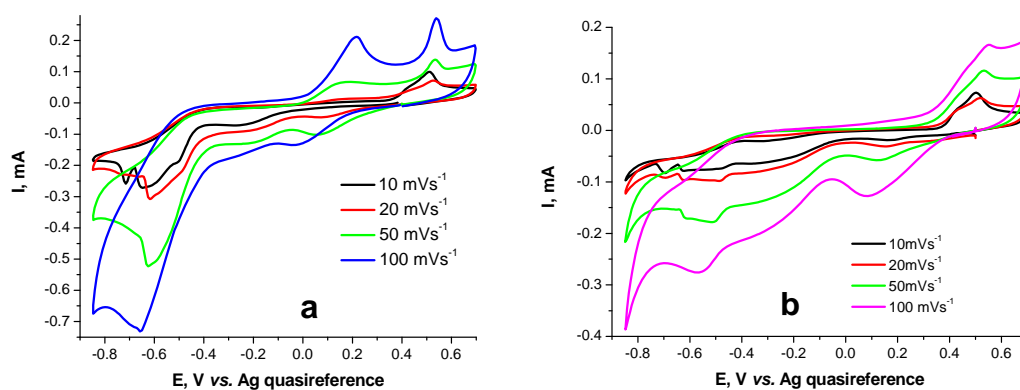 0.2
0.1
0.0
-0.1
-0.2
-0.3
-0.4
-0.5
-0.6
-0.7
I, mA
10 mVs⁻¹
20 mVs⁻¹
50 mVs⁻¹
100 mVs⁻¹
a
-0.8 -0.6 -0.4 -0.2 0.0 0.2 0.4 0.6
E, V vs. Ag quasireference
0.2
0.1
0.0
-0.1
-0.2
-0.3
-0.4
I, mA
10mVs⁻¹
20mVs⁻¹
50mVs⁻¹
100 mVs⁻¹
b
-0.8 -0.6 -0.4 -0.2 0.0 0.2 0.4 0.6
E, V vs. Ag quasireference